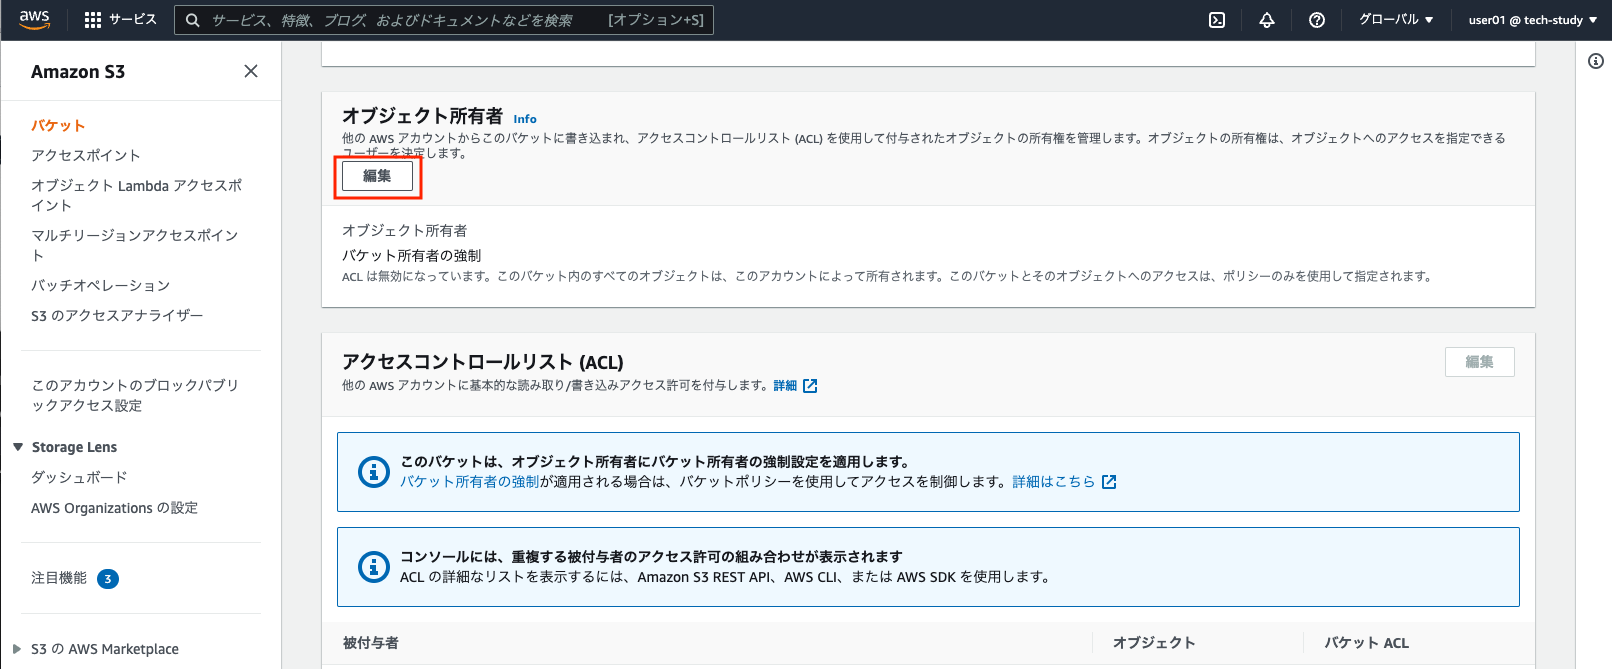 aws
サービス
サービス、特徴、ブログ、およびドキュメントなどを検索
[オプション+S]
グローバル ▼
user01 @ tech-study ▼
Amazon S3
バケット
アクセスポイント
オブジェクト Lambda アクセスポ
イント
マルチリージョンアクセスポイン
ト
バッチオペレーション
S3 のアクセスアナライザー
このアカウントのブロックパブリ
ックアクセス設定
▼ Storage Lens
ダッシュボード
AWS Organizations の設定
注目機能 3
▶ S3 の AWS Marketplace
オブジェクト所有者 Info
他の AWS アカウントからこのバケットに書き込まれ、アクセスコントロールリスト (ACL) を使用して付与されたオブジェクトの所有権を管理します。オブジェクトの所有権は、オブジェクトへのアクセスを指定できる
ユーザーを決定します。
編集
オブジェクト所有者
バケット所有者の強制
ACL は無効になっています。このバケット内のすべてのオブジェクトは、このアカウントによって所有されます。このバケットとそのオブジェクトへのアクセスは、ポリシーのみを使用して指定されます。
アクセスコントロールリスト (ACL)
編集
他の AWS アカウントに基本的な読み取り/書き込みアクセス許可を付与します。詳細
このバケットは、オブジェクト所有者にバケット所有者の強制設定を適用します。
バケット所有者の強制が適用される場合は、バケットポリシーを使用してアクセスを制御します。詳細はこちら
コンソールには、重複する被付与者のアクセス許可の組み合わせが表示されます
ACL の詳細なリストを表示するには、Amazon S3 REST API、AWS CLI、または AWS SDK を使用します。
被付与者
オブジェクト
バケット ACL